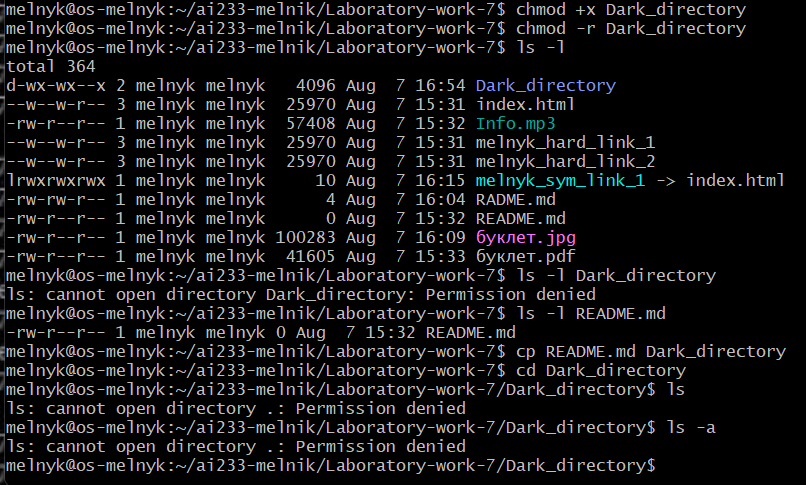 melnyk@os-melnyk:~/ai233-melnik/Laboratory-work-7$ chmod +x Dark_directory
melnyk@os-melnyk:~/ai233-melnik/Laboratory-work-7$ chmod -r Dark_directory
melnyk@os-melnyk:~/ai233-melnik/Laboratory-work-7$ ls -l
total 364
d-wx-wx--x 2 melnyk melnyk   4096 Aug  7 16:54 Dark_directory
--w--w-r-- 3 melnyk melnyk  25970 Aug  7 15:31 index.html
-rw-r--r-- 1 melnyk melnyk  57408 Aug  7 15:32 Info.mp3
--w--w-r-- 3 melnyk melnyk  25970 Aug  7 15:31 melnyk_hard_link_1
--w--w-r-- 3 melnyk melnyk  25970 Aug  7 15:31 melnyk_hard_link_2
lrwxrwxrwx 1 melnyk melnyk     10 Aug  7 16:15 melnyk_sym_link_1 -> index.html
-rw-rw-r-- 1 melnyk melnyk      4 Aug  7 16:04 RADME.md
-rw-r--r-- 1 melnyk melnyk      0 Aug  7 15:32 README.md
-rw-rw-r-- 1 melnyk melnyk 100283 Aug  7 16:09 буклет.jpg
-rw-r--r-- 1 melnyk melnyk  41605 Aug  7 15:33 буклет.pdf
melnyk@os-melnyk:~/ai233-melnik/Laboratory-work-7$ ls -l Dark_directory
ls: cannot open directory Dark_directory: Permission denied
melnyk@os-melnyk:~/ai233-melnik/Laboratory-work-7$ ls -l README.md
-rw-r--r-- 1 melnyk melnyk 0 Aug  7 15:32 README.md
melnyk@os-melnyk:~/ai233-melnik/Laboratory-work-7$ cp README.md Dark_directory
melnyk@os-melnyk:~/ai233-melnik/Laboratory-work-7$ cd Dark_directory
melnyk@os-melnyk:~/ai233-melnik/Laboratory-work-7/Dark_directory$ ls
ls: cannot open directory .: Permission denied
melnyk@os-melnyk:~/ai233-melnik/Laboratory-work-7/Dark_directory$ ls -a
ls: cannot open directory .: Permission denied
melnyk@os-melnyk:~/ai233-melnik/Laboratory-work-7/Dark_directory$